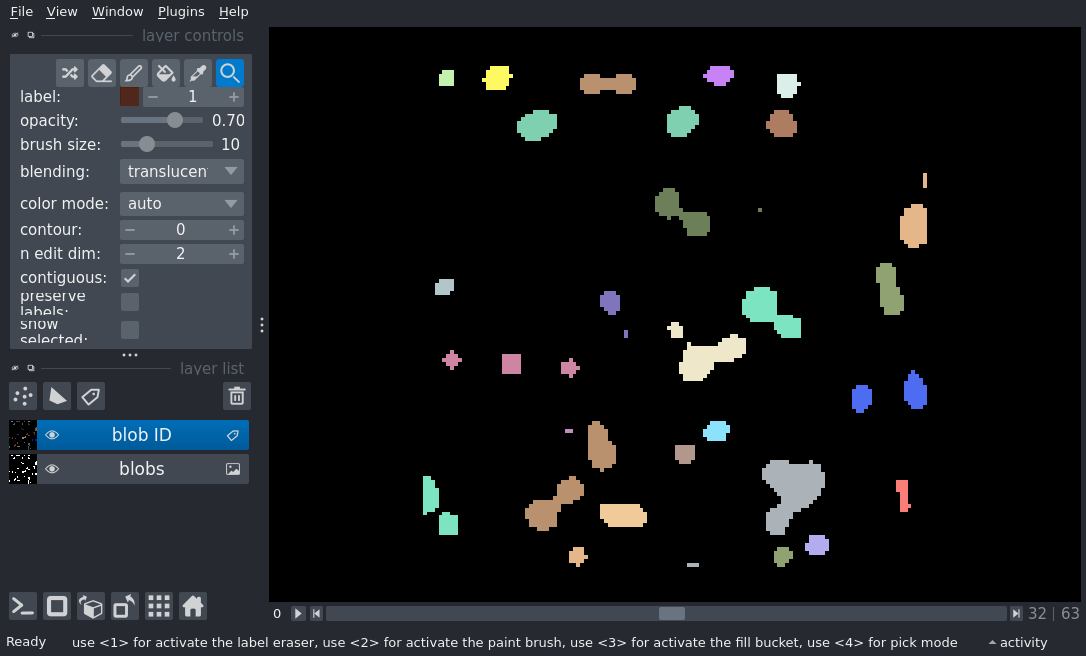 File View Window Plugins Help
layer controls
label: 1
opacity: 0.70
brush size: 10
blending: translucen
color mode: auto
contour: 0
n edit dim: 2
contiguous:
preserve
labels:
show
selected:
layer list
blob ID
blobs
0 32 63
Ready use <1> for activate the label eraser, use <2> for activate the paint brush, use <3> for activate the fill bucket, use <4> for pick mode activity